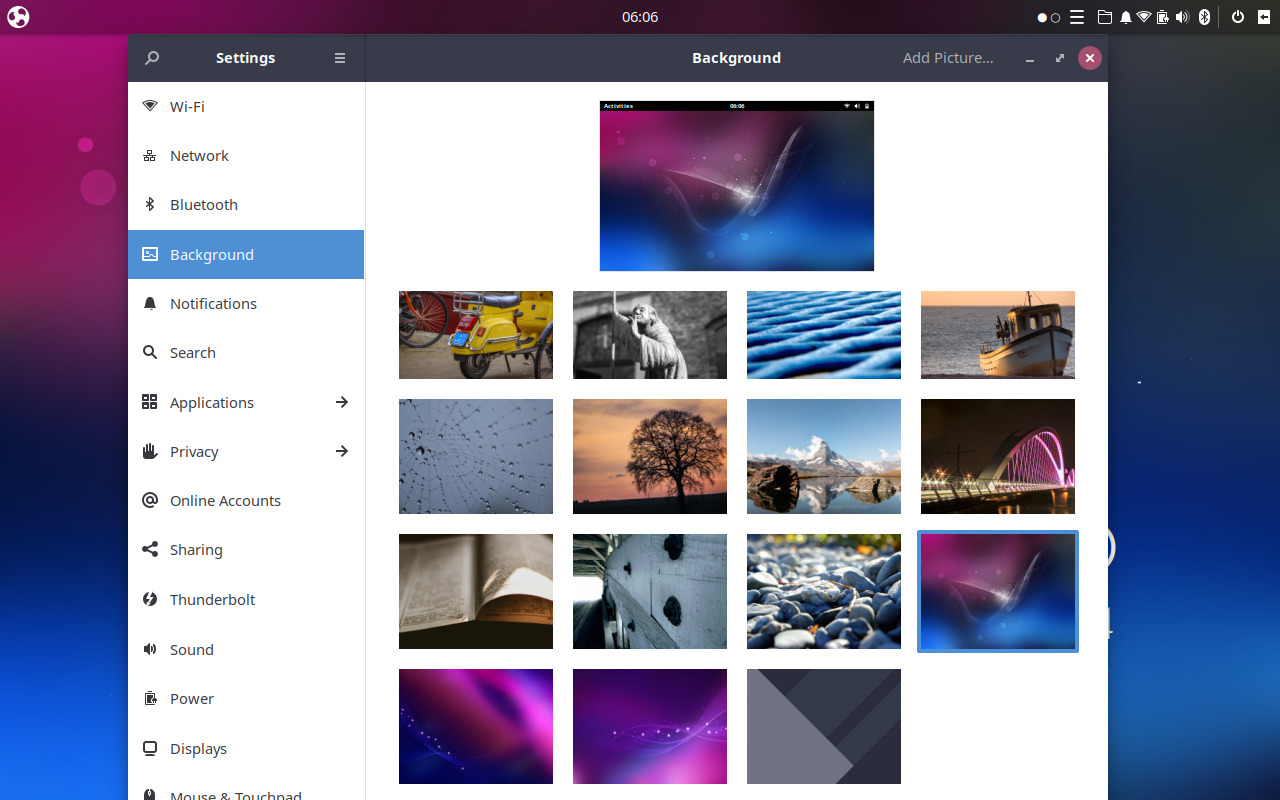 06:06
Settings
Background
Add Picture...
Wi-Fi
Network
Bluetooth
Background
Notifications
Search
Applications
Privacy
Online Accounts
Sharing
Thunderbolt
Sound
Power
Displays
Mouse & Touchpad
Activities
06:06